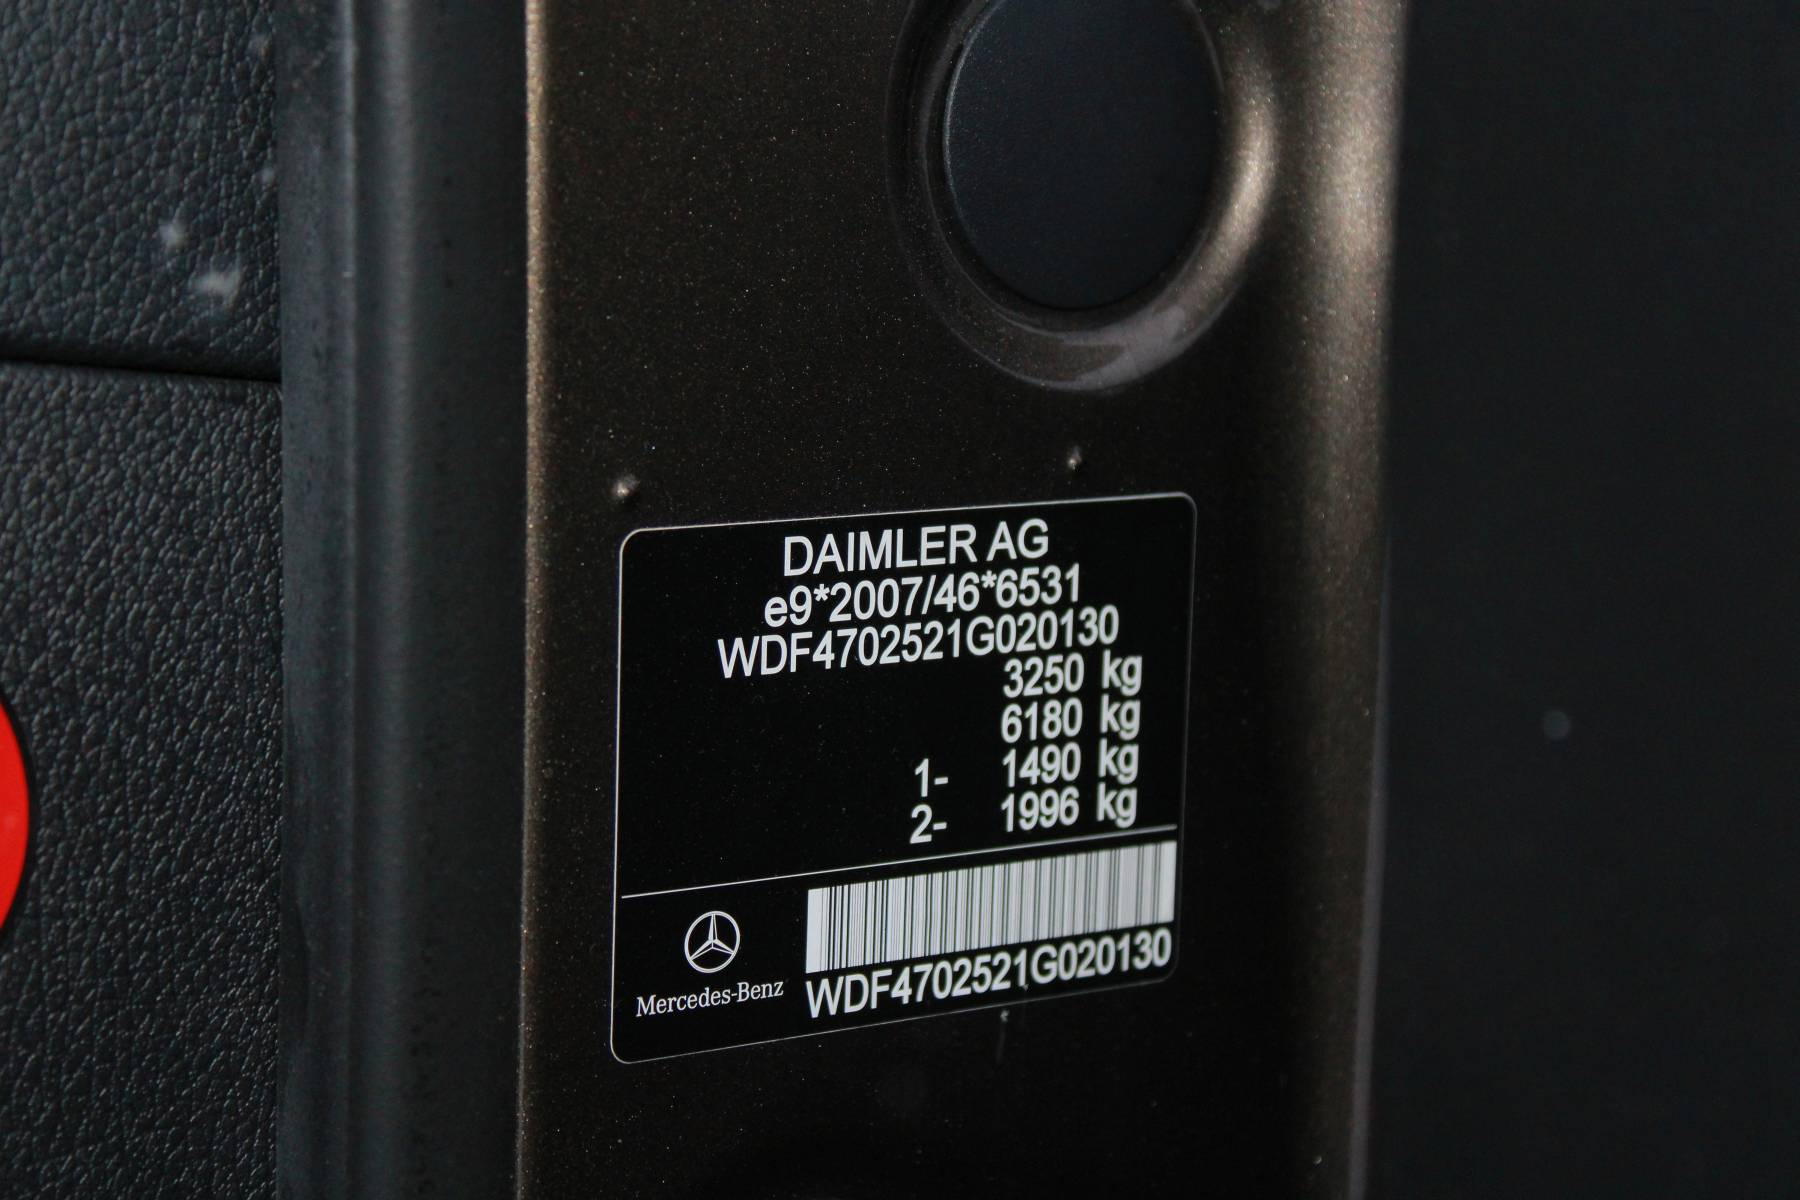 DAIMLER AG
e9*2007/46*6531
WDF4702521G020130
3250 kg
6180 kg
1- 1490 kg
2- 1996 kg
Mercedes-Benz
WDF4702521G020130